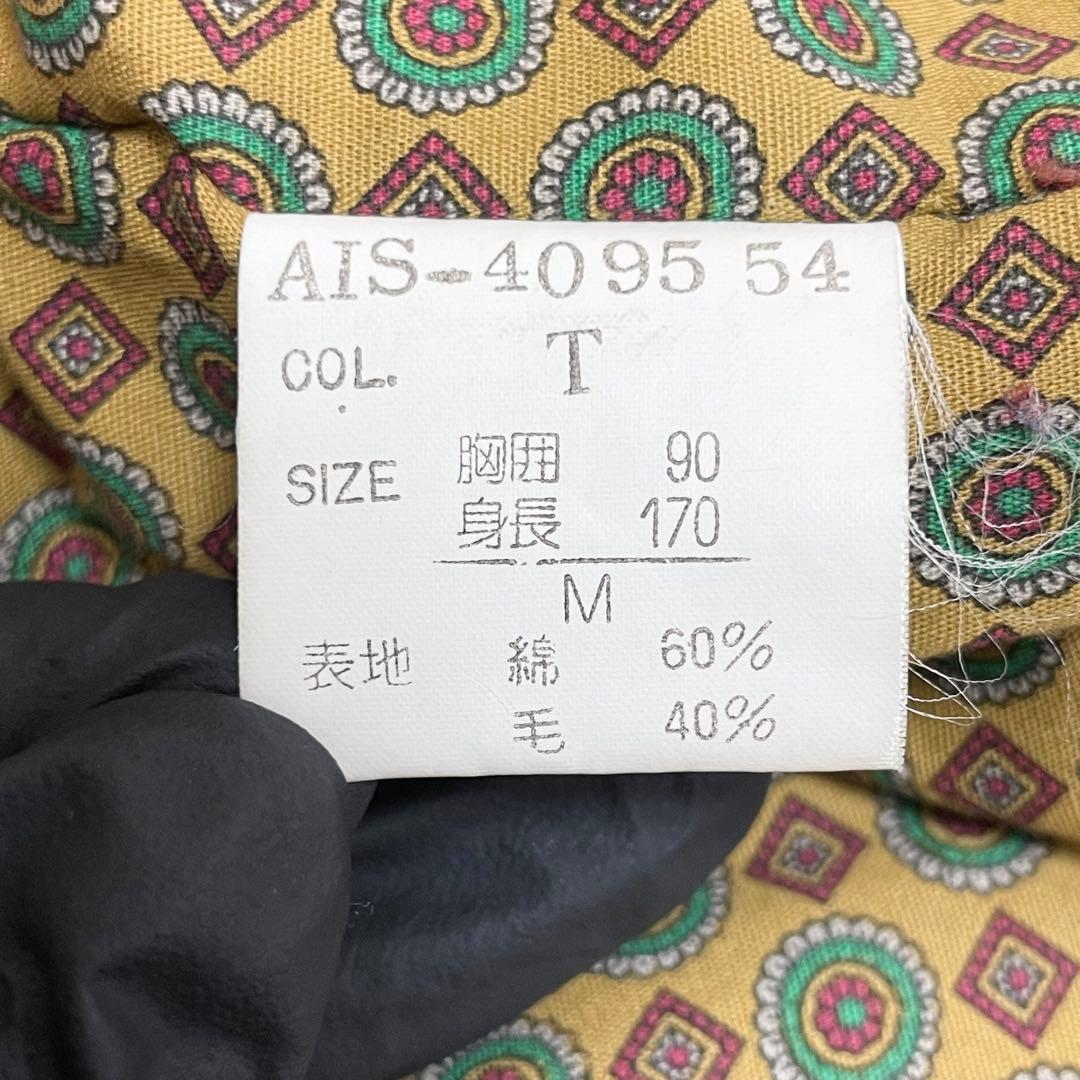 AIS-4095 54
COL. T
SIZE 胸囲 90
身長 170
M
表地 綿 60%
毛 40%